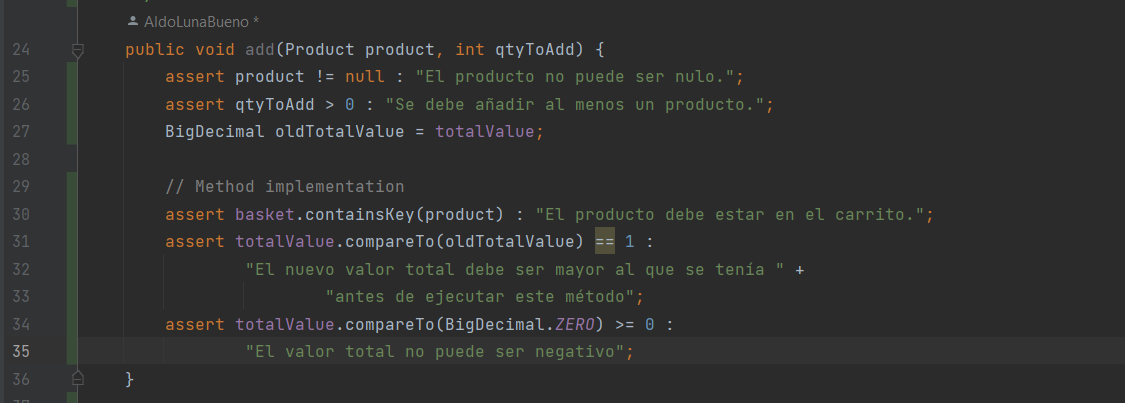 AldoLunaBueno *
24 public void add(Product product, int qtyToAdd) {
25 assert product != null : "El producto no puede ser nulo.";
26 assert qtyToAdd > 0 : "Se debe añadir al menos un producto.";
27 BigDecimal oldTotalValue = totalValue;
28
29 // Method implementation
30 assert basket.containsKey(product) : "El producto debe estar en el carrito.";
31 assert totalValue.compareTo(oldTotalValue) == 1 :
32 "El nuevo valor total debe ser mayor al que se tenía " +
33 "antes de ejecutar este método";
34 assert totalValue.compareTo(BigDecimal.ZERO) >= 0 :
35 "El valor total no puede ser negativo";
36 }